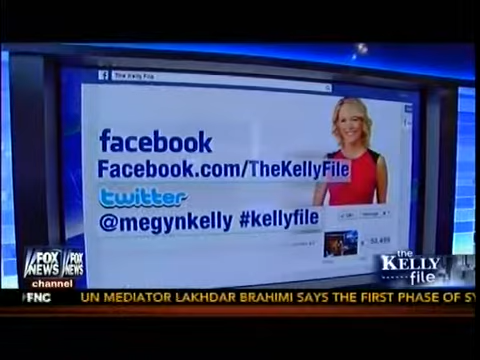 The Kelly File
facebook
Facebook.com/TheKellyFile
twitter
@megynkelly #kellyfile
FOX
NEWS
channel
FOX
NEWS
the
KELLY
file
FNC
UN MEDIATOR LAKHDAR BRAHIMI SAYS THE FIRST PHASE OF SY